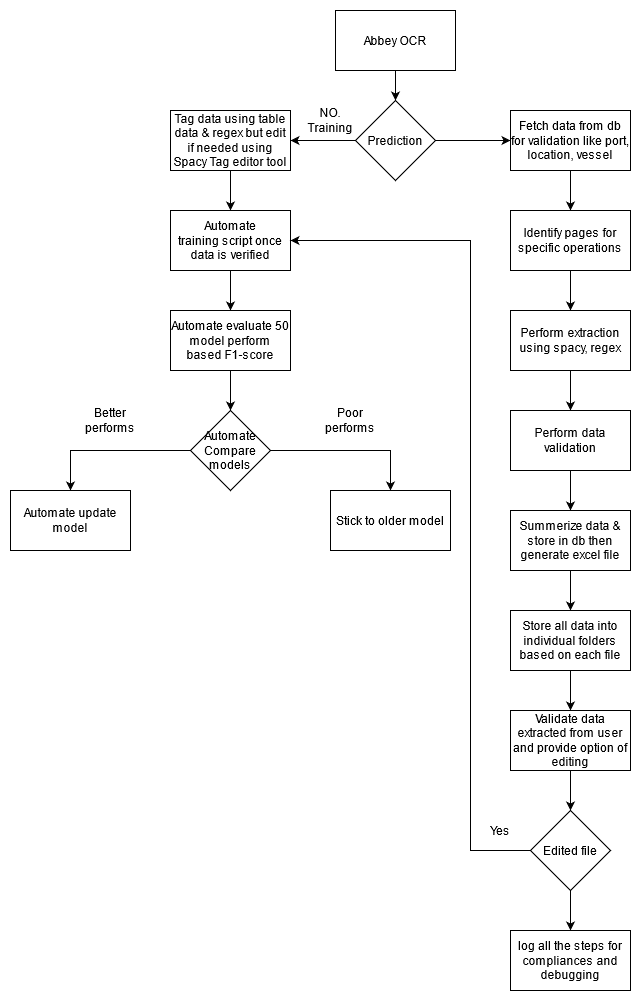 Abbey OCR
NO.
Training
Prediction
Tag data using table
data & regex but edit
if needed using
Spacy Tag editor tool
Fetch data from db
for validation like port,
location, vessel
Automate
training script once
data is verified
Identify pages for
specific operations
Automate evaluate 50
model perform
based F1-score
Perform extraction
using spacy, regex
Better
performs
Automate
Compare
models
Poor
performs
Perform data
validation
Automate update
model
Stick to older model
Summerize data &
store in db then
generate excel file
Store all data into
individual folders
based on each file
Validate data
extracted from user
and provide option of
editing
Yes
Edited file
log all the steps for
compliances and
debugging